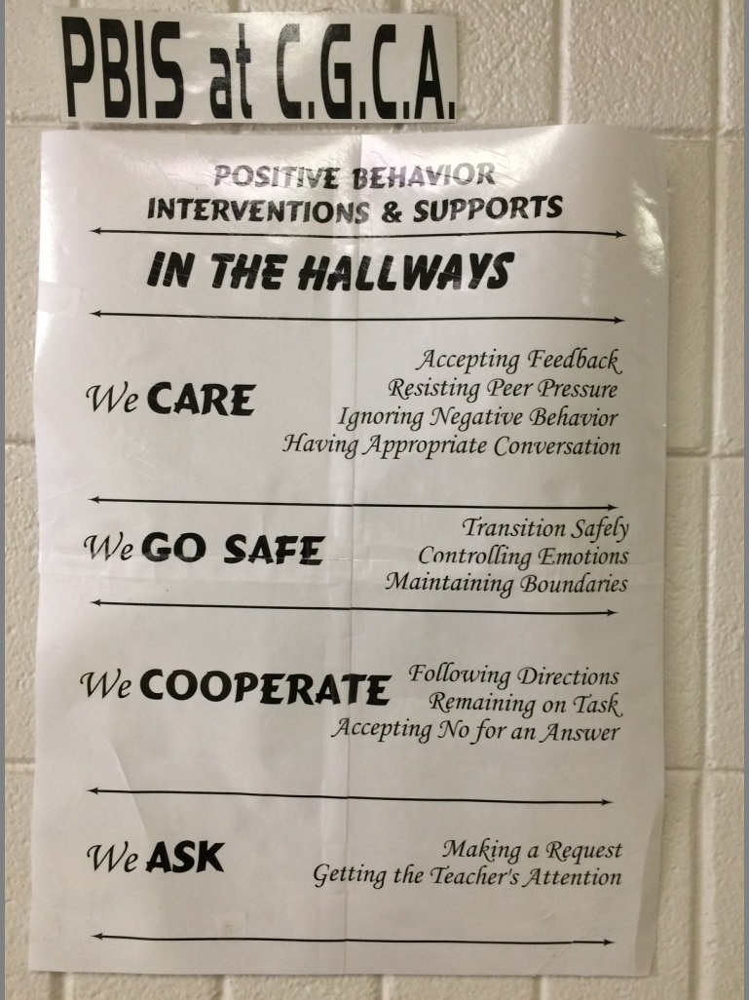 PBIS at C.G.C.A.
POSITIVE BEHAVIOR
INTERVENTIONS & SUPPORTS
IN THE HALLWAYS
We CARE
Accepting Feedback
Resisting Peer Pressure
Ignoring Negative Behavior
Having Appropriate Conversation
We GO SAFE
Transition Safely
Controlling Emotions
Maintaining Boundaries
We COOPERATE
Following Directions
Remaining on Task
Accepting No for an Answer
We ASK
Making a Request
Getting the Teacher's Attention